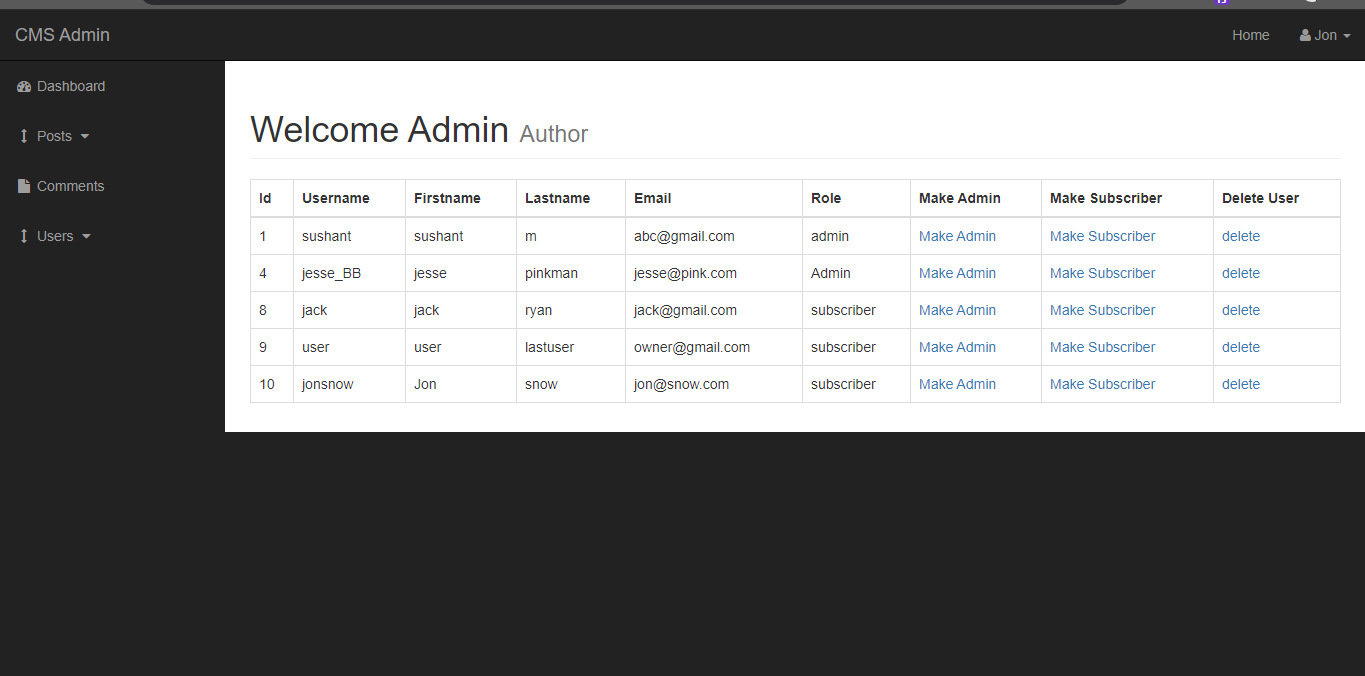 CMS Admin Home Jon
Dashboard
Posts
Comments
Users
Welcome Admin Author
Id Username Firstname Lastname Email Role Make Admin Make Subscriber Delete User
1 sushant sushant m abc@gmail.com admin Make Admin Make Subscriber delete
4 jesse_BB jesse pinkman jesse@pink.com Admin Make Admin Make Subscriber delete
8 jack jack ryan jack@gmail.com subscriber Make Admin Make Subscriber delete
9 user user lastuser owner@gmail.com subscriber Make Admin Make Subscriber delete
10 jonsnow Jon snow jon@snow.com subscriber Make Admin Make Subscriber delete